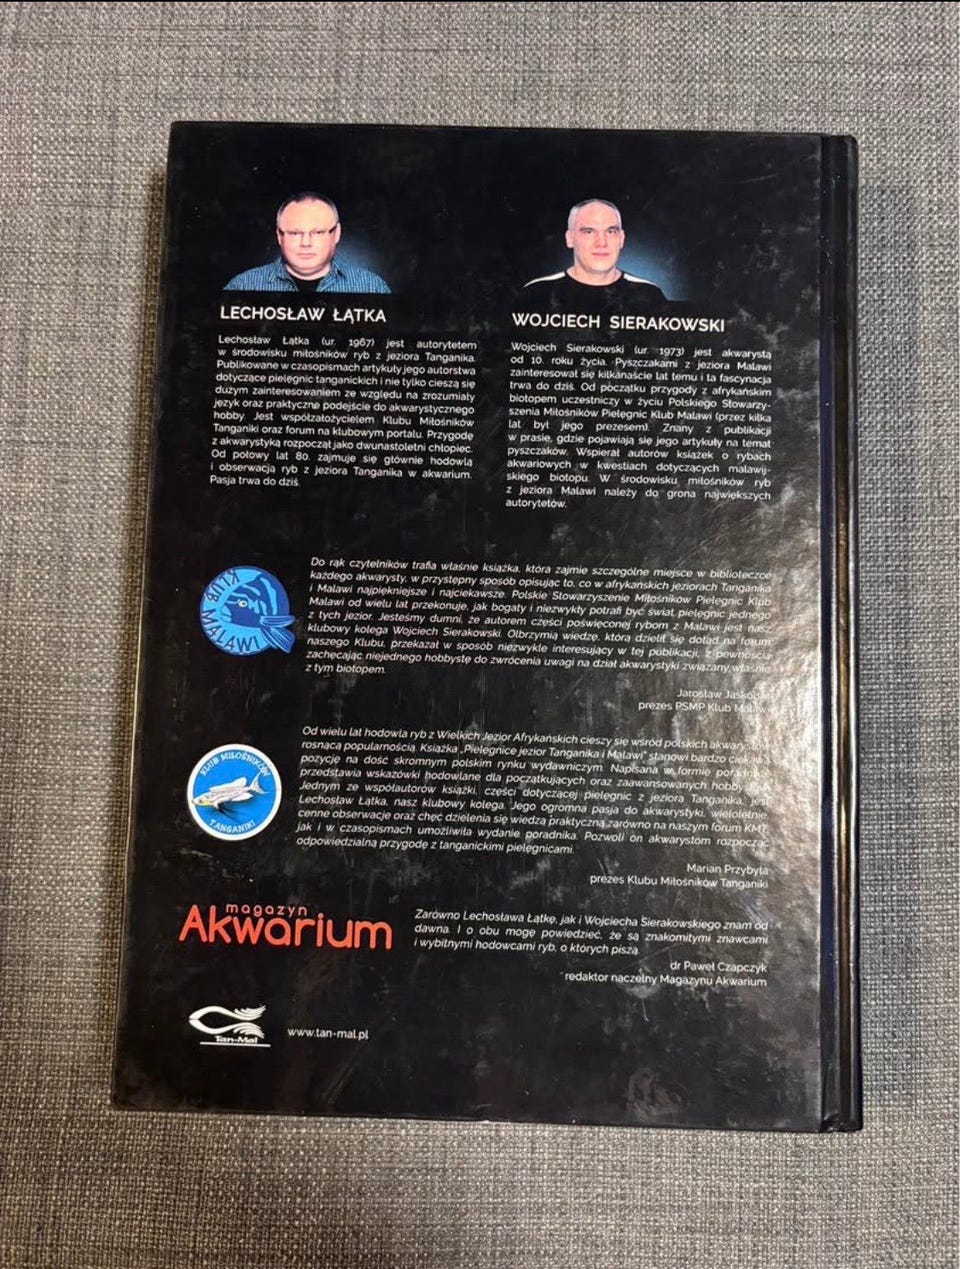 LECHOSŁAW ŁĄTKA
Lechosław Łątka (ur. 1967) jest autorytetem
w środowisku miłośników ryb z jeziora Tanganika.
Publikowane w czasopismach artykuły jego autorstwa
dotyczące pielęgnic tanganickich i nie tylko cieszą się
dużym zainteresowaniem ze względu na zrozumiały
język oraz praktyczne podejście do akwarystycznego
hobby. Jest współzałożycielem Klubu Miłośników
Tanganiki oraz forum na klubowym portalu. Przygodę
z akwarystyką rozpoczął jako dwunastoletni chłopiec.
Od połowy lat 80. zajmuje się głównie hodowlą
i obserwacją ryb z jeziora Tanganika w akwarium.
Pasja trwa do dziś.
WOJCIECH SIERAKOWSKI
Wojciech Sierakowski (ur. 1973) jest akwarystą
od 10. roku życia. Pyszczakami z jeziora Malawi
zainteresował się kilkanaście lat temu i ta fascynacja
trwa do dziś. Od początku przygody z afrykańskim
biotopem uczestniczy w życiu Polskiego Stowarzy-
szenia Miłośników Pielęgnic Klub Malawi (przez kilka
lat był jego prezesem). Znany z publikacji
w prasie, gdzie pojawiają się jego artykuły na temat
pyszczaków. Wspierał autorów książek o rybach
akwariowych w kwestiach dotyczących malawij-
skiego biotopu. W środowisku miłośników ryb
z jeziora Malawi należy do grona największych
autorytetów.
KLUB MALAWI
Do rąk czytelników trafia właśnie książka, która zajmie szczególne miejsce w biblioteczce
każdego akwarysty, w przystępny sposób opisując to, co w afrykańskich jeziorach Tanganika
i Malawi najpiękniejsze i najciekawsze. Polskie Stowarzyszenie Miłośników Pielęgnic Klub
Malawi od wielu lat przekonuje, jak bogaty i niezwykły potrafi być świat pielęgnic jednego
z tych jezior. Jesteśmy dumni, że autorem części poświęconej rybom z Malawi jest nasz
klubowy kolega Wojciech Sierakowski. Olbrzymią wiedzę, którą dzielił się dotąd na forum
naszego Klubu, przekazał w sposób niezwykle interesujący w tej publikacji, z pewnością
zachęcając niejednego hobbystę do zwrócenia uwagi na dział akwarystyki związany właśnie
z tym biotopem.
Jarosław
prezes PSMP Klub Malawi
KLUB MIŁOŚNIKÓW
TANGANIKI
Od wielu lat hodowla ryb z Wielkich Jezior Afrykańskich cieszy się wśród polskich
rosnącą popularnością. Książka „Pielęgnice jezior Tanganika i Malawi" stanowi bardzo ciekawą
pozycję na dość skromnym polskim rynku wydawniczym. Napisana w formie
przedstawia wskazówki hodowlane dla początkujących oraz zaawansowanych
Jednym ze współautorów książki, części dotyczącej pielęgnic z jeziora Tanganika, jest
Lechosław Łątka, nasz klubowy kolega. Jego ogromna pasja do akwarystyki, wieloletnie,
cenne obserwacje oraz chęć dzielenia się wiedzą praktyczną zarówno na naszym forum KMT,
jak i w czasopismach umożliwiła wydanie poradnika. Pozwoli on akwarystom rozpocząć
odpowiedzialną przygodę z tanganickimi pielęgnicami.
Marian Przybyła
prezes Klubu Miłośników Tanganiki
magazyn
Akwarium
Zarówno Lechosława Łątkę, jak i Wojciecha Sierakowskiego znam od
dawna. I o obu mogę powiedzieć, że są znakomitymi znawcami
i wybitnymi hodowcami ryb, o których piszą.
dr Paweł Czapczyk
redaktor naczelny Magazynu Akwarium
Tan-Mal
www.tan-mal.pl